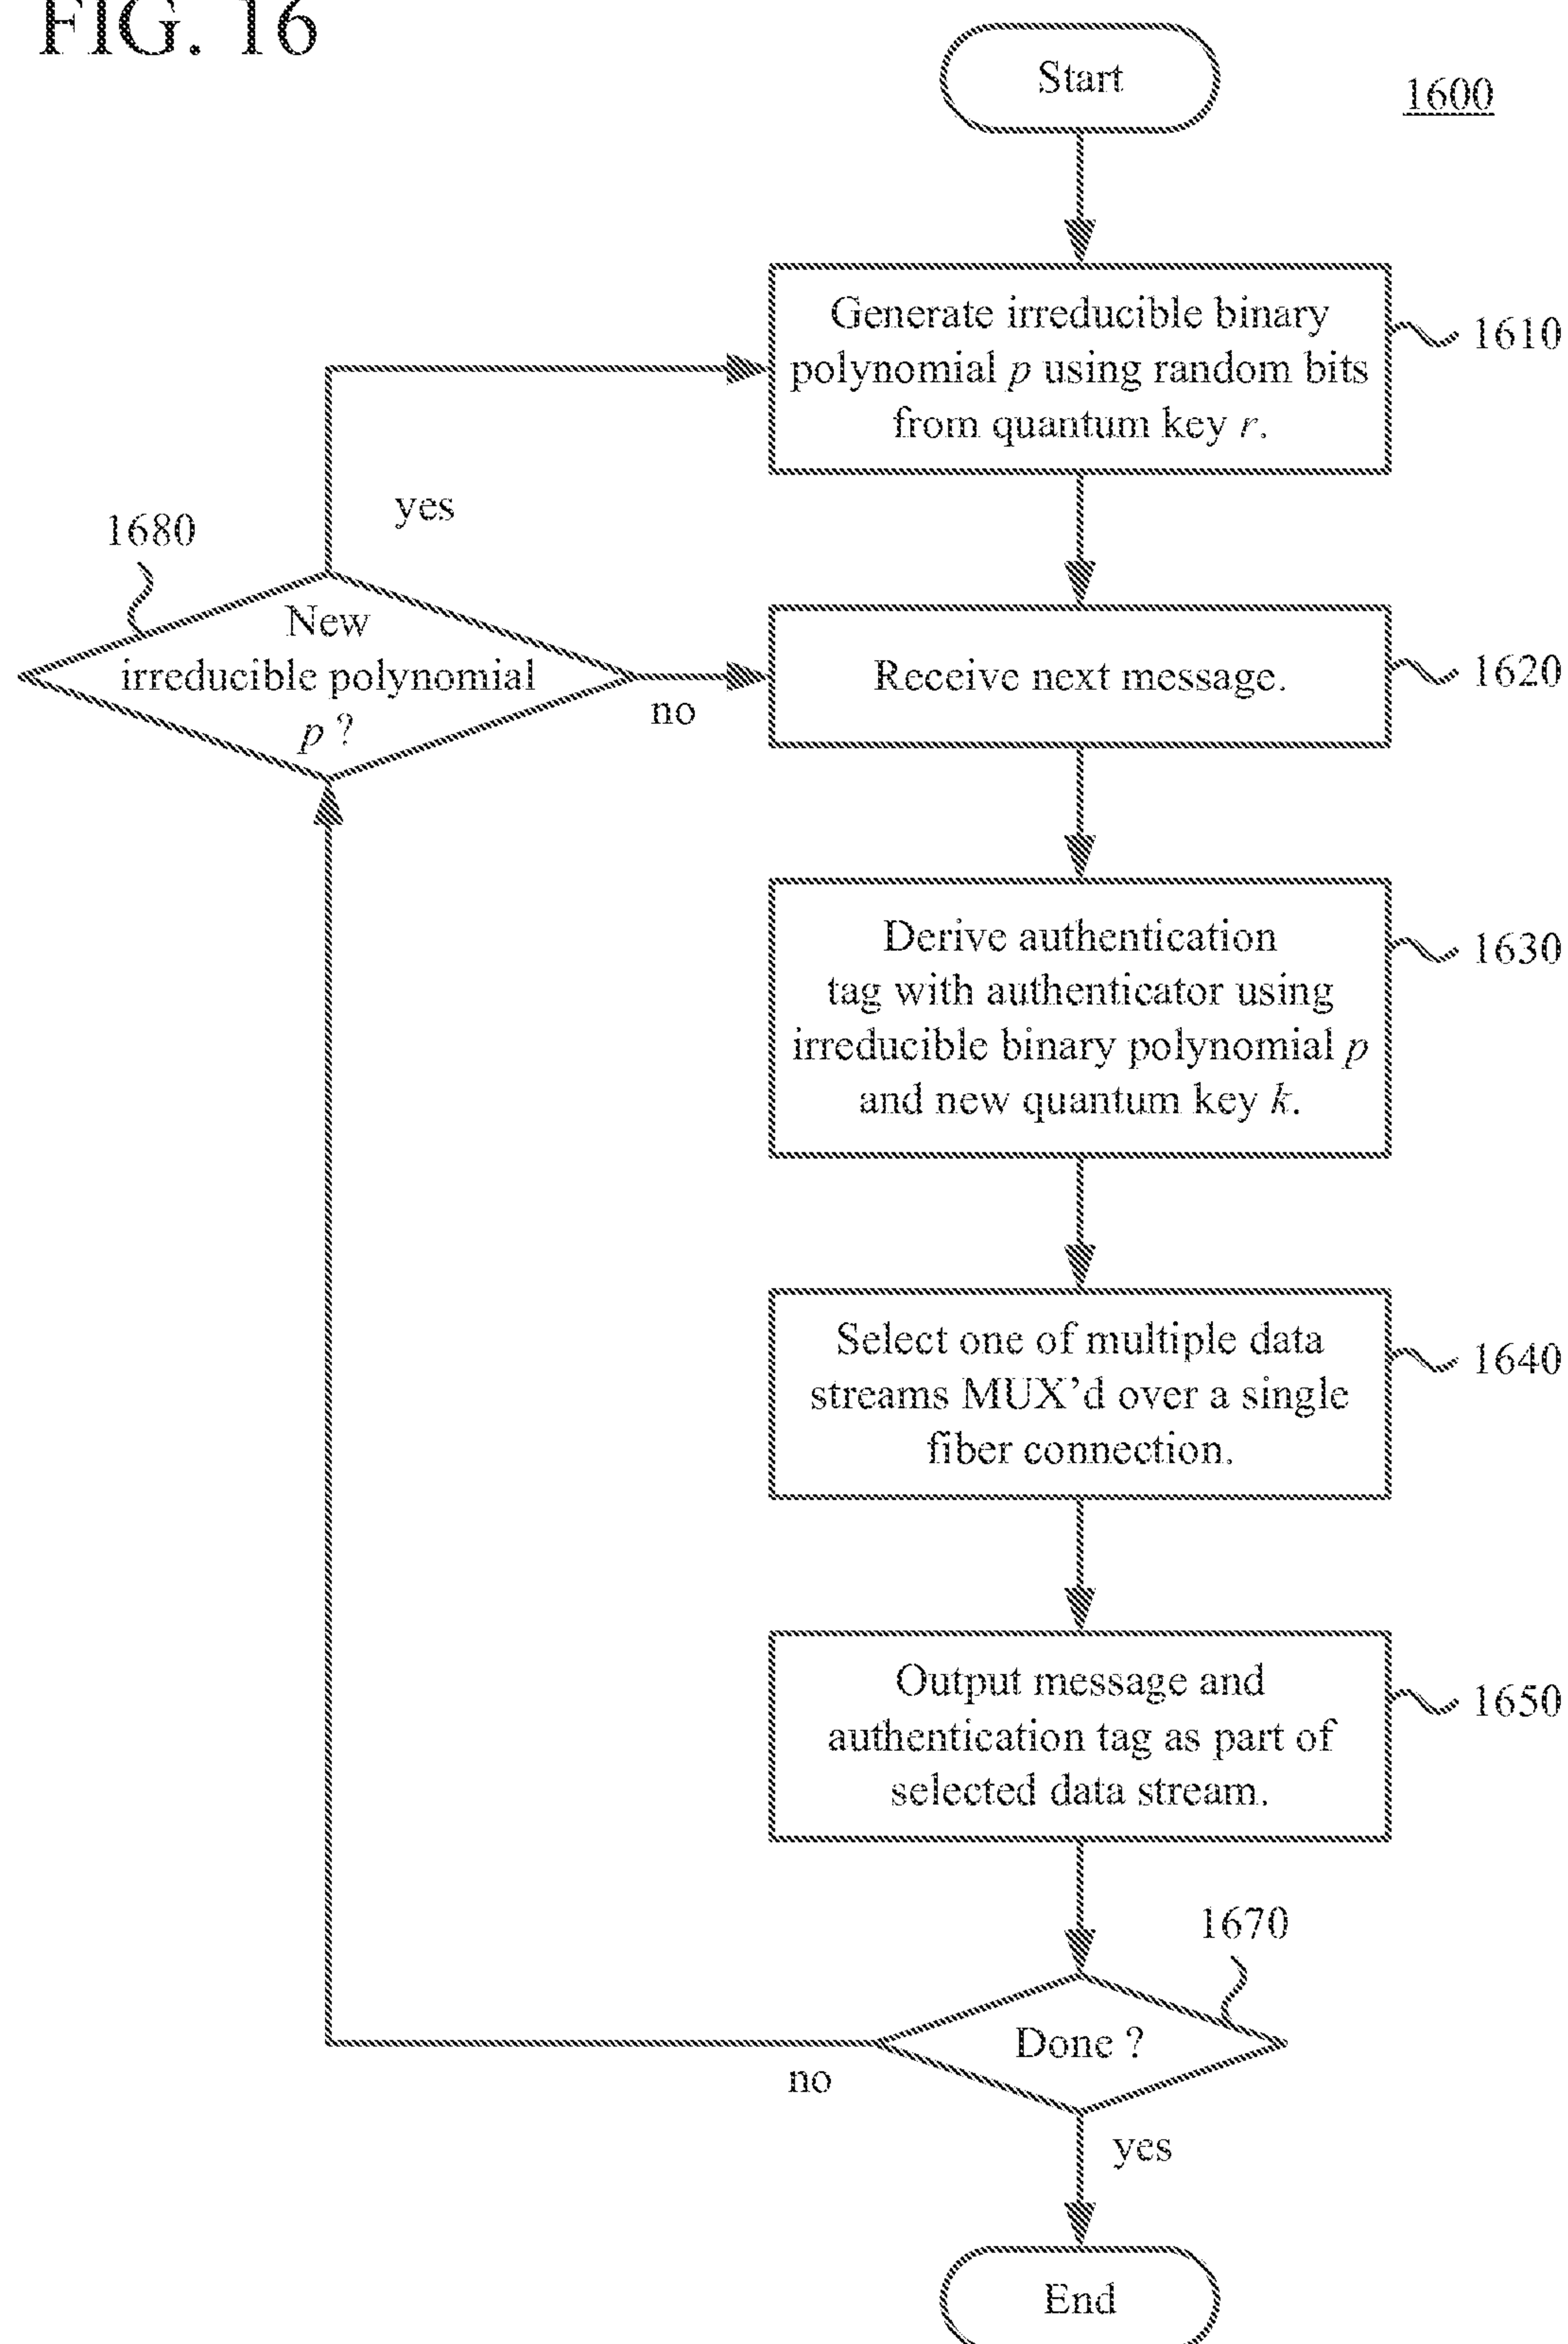 FIG. 16
Start
1600
Generate irreducible binary
polynomial p using random bits
from quantum key r.
1610
yes
1680
New
irreducible polynomial
p ?
no
Receive next message.
1620
Derive authentication
tag with authenticator using
irreducible binary polynomial p
and new quantum key k.
1630
Select one of multiple data
streams MUX’d over a single
fiber connection.
1640
Output message and
authentication tag as part of
selected data stream.
1650
1670
Done ?
no
yes
End